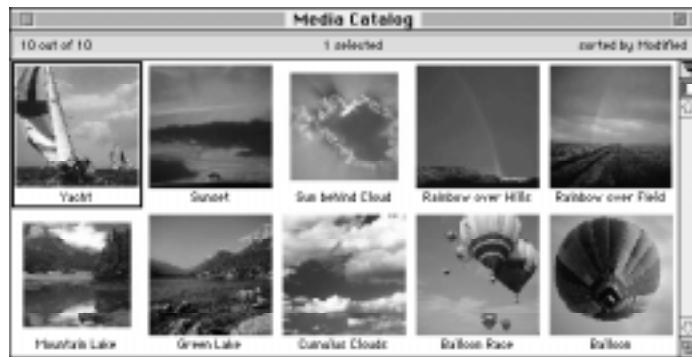 Media Catalog
10 out of 10
1 selected
sorted by Modified
Yacht
Sunset
Sun behind Cloud
Rainbow over Hills
Rainbow over Field
Mountain Lake
Green Lake
Cumulus Clouds
Balloon Race
Balloon